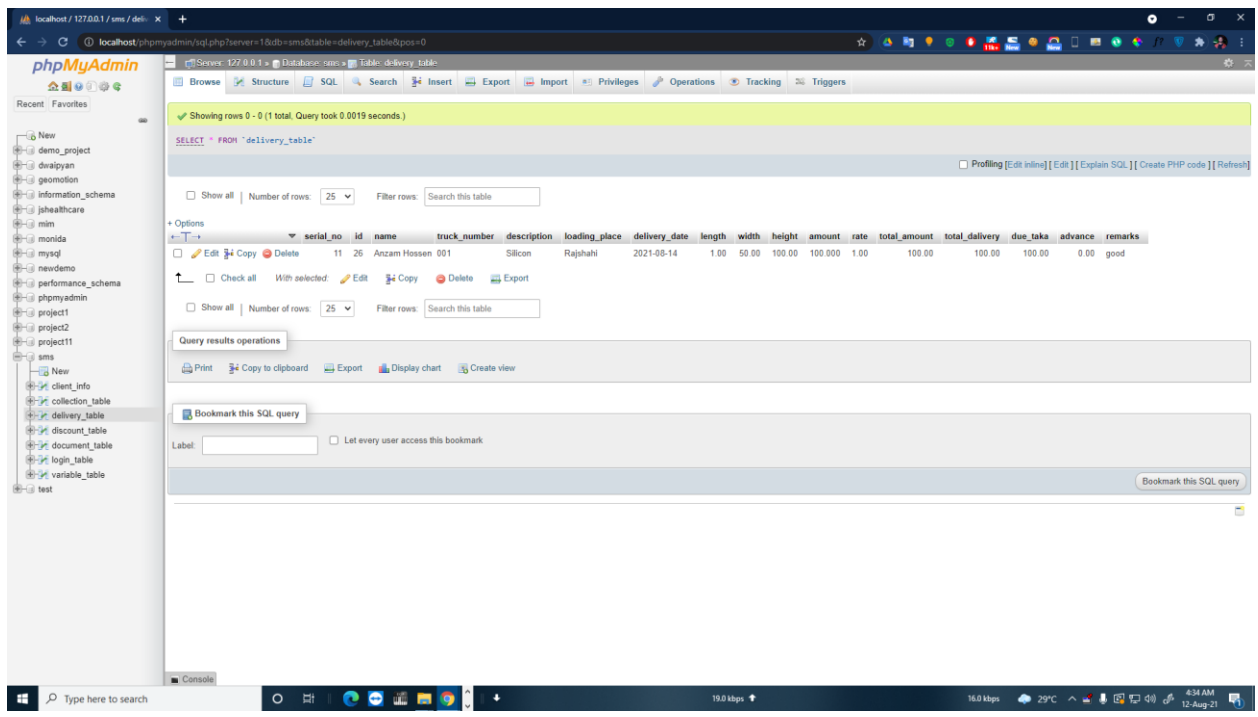 localhost / 127.0.0.1 / sms / deliv
localhost/phpmyadmin/sql.php?server=1&db=sms&table=delivery_table&pos=0
phpMyAdmin
Recent Favorites
New
demo_project
dwaipyan
geomotion
information_schema
jshealthcare
mim
monida
mysql
newdemo
performance_schema
phpmyadmin
project1
project2
project11
sms
New
client_info
collection_table
delivery_table
discount_table
document_table
login_table
variable_table
test
Server: 127.0.0.1 » Database: sms » Table: delivery_table
Browse Structure SQL Search Insert Export Import Privileges Operations Tracking Triggers
Showing rows 0 - 0 (1 total, Query took 0.0019 seconds.)
SELECT * FROM `delivery_table`
Profiling [Edit inline] [ Edit ] [ Explain SQL ] [ Create PHP code ] [ Refresh]
Show all | Number of rows: 25 Filter rows: Search this table
+ Options
serial_no id name truck_number description loading_place delivery_date length width height amount rate total_amount total_dalivery due_taka advance remarks
Edit Copy Delete 11 26 Anzam Hossen 001 Silicon Rajshahi 2021-08-14 1.00 50.00 100.00 100.000 1.00 100.00 100.00 100.00 0.00 good
Check all With selected: Edit Copy Delete Export
Show all | Number of rows: 25 Filter rows: Search this table
Query results operations
Print Copy to clipboard Export Display chart Create view
Bookmark this SQL query
Label: Let every user access this bookmark
Bookmark this SQL query
Console
Type here to search
19.0 kbps
16.0 kbps
29°C
4:34 AM
12-Aug-21